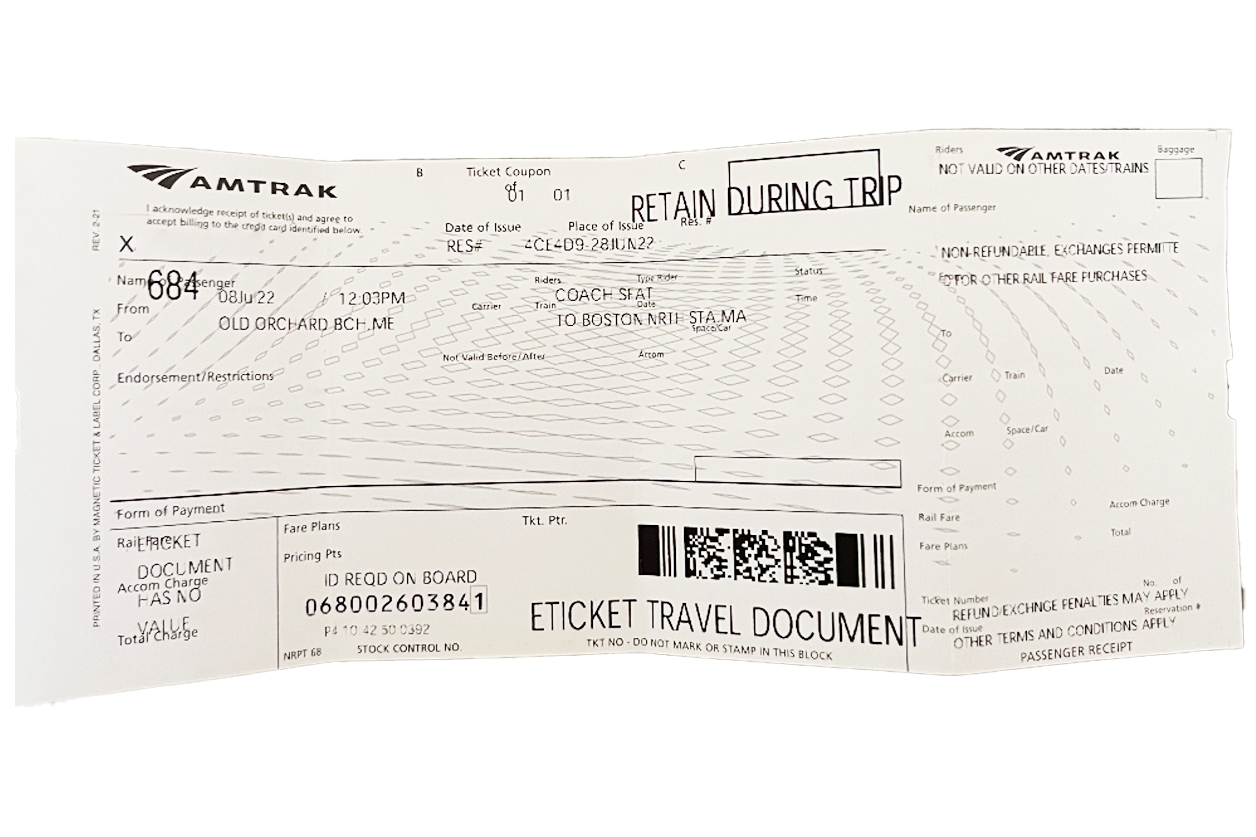 AMTRAK
I acknowledge receipt of ticket(s) and agree to
accept billing to the credit card identified below.
X
B
Ticket Coupon
of
01 01
C
RETAIN DURING TRIP
Date of Issue Place of Issue Res. #
RES# 4CE4D9-28JUN22
Name of Passenger
684
08JUL22 / 12:03PM
Riders Type Rider Status
COACH SEAT
From
Carrier Train Date Time
OLD ORCHARD BCH,ME
TO BOSTON NRTH STA,MA
To
Space/Car
Not Valid Before/After Accom
Endorsement/Restrictions
Form of Payment
Rail Fare
ETICKET
DOCUMENT
Accom Charge
HAS NO
VALUE
Total Charge
Fare Plans
Tkt. Ptr.
Pricing Pts
ID REQD ON BOARD
0680026038441
P4 10 42 50 0392
NRPT 68 STOCK CONTROL NO.
ETICKET TRAVEL DOCUMENT
TKT NO - DO NOT MARK OR STAMP IN THIS BLOCK
Riders
AMTRAK
Baggage
NOT VALID ON OTHER DATES/TRAINS
Name of Passenger
NON-REFUNDABLE, EXCHANGES PERMITTE
D FOR OTHER RAIL FARE PURCHASES
To
Carrier Train Date
Accom Space/Car
Form of Payment
Accom Charge
Rail Fare
Total
Fare Plans
No. of
Ticket Number
REFUND/EXCHNGE PENALTIES MAY APPLY
Reservation #
Date of Issue
OTHER TERMS AND CONDITIONS APPLY
PASSENGER RECEIPT
REV. 2-21
PRINTED IN U.S.A. BY MAGNETIC TICKET & LABEL CORP., DALLAS, TX